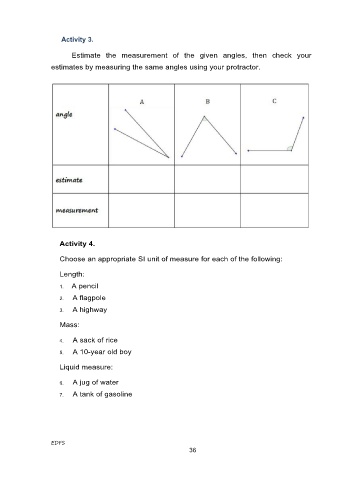 Activity 3.
Estimate the measurement of the given angles, then check your
estimates by measuring the same angles using your protractor.
A B C
angle
estimate
measurement
Activity 4.
Choose an appropriate SI unit of measure for each of the following:
Length:
1. A pencil
2. A flagpole
3. A highway
Mass:
4. A sack of rice
5. A 10-year old boy
Liquid measure:
6. A jug of water
7. A tank of gasoline
EDFS
36